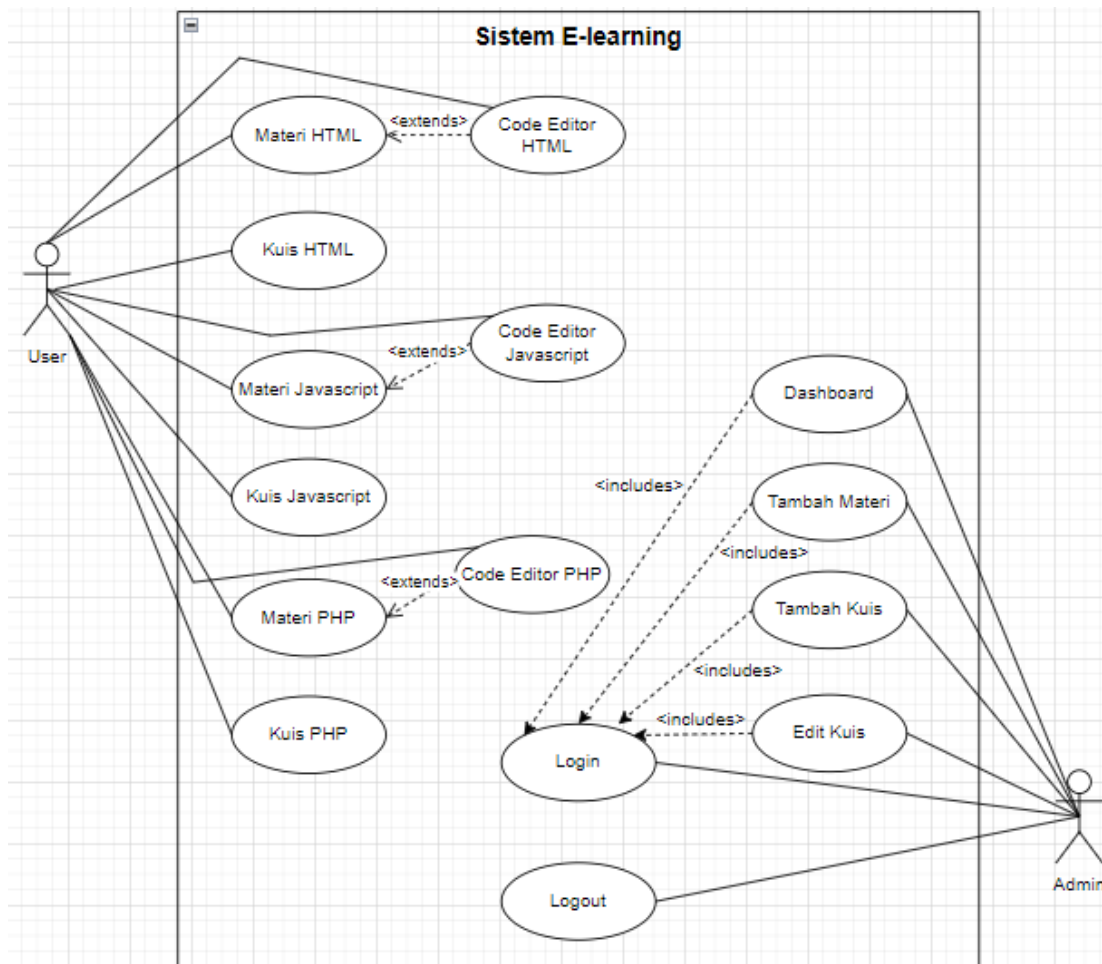 Sistem E-learning
Materi HTML
<extends>
Code Editor
HTML
Kuis HTML
User
Code Editor
Javascript
<extends>
Materi Javascript
Dashboard
Kuis Javascript
<includes>
Tambah Materi
<includes>
Code Editor PHP
<extends>
Materi PHP
Tambah Kuis
<includes>
Kuis PHP
<includes>
Edit Kuis
Login
Admin
Logout